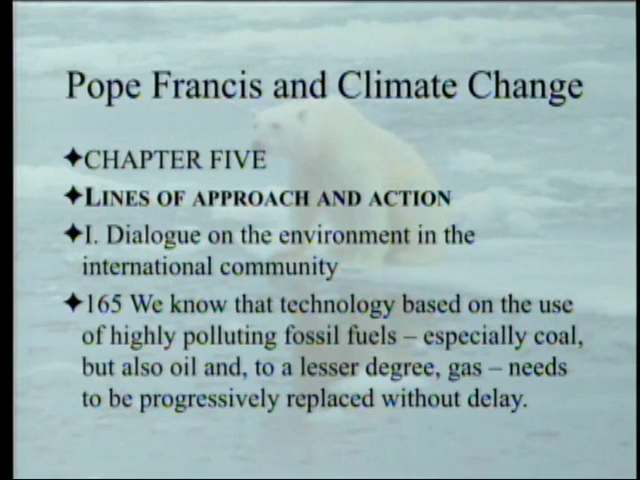 Pope Francis and Climate Change
✦CHAPTER FIVE
✦LINES OF APPROACH AND ACTION
✦I. Dialogue on the environment in the
international community
✦165 We know that technology based on the use
of highly polluting fossil fuels – especially coal,
but also oil and, to a lesser degree, gas – needs
to be progressively replaced without delay.